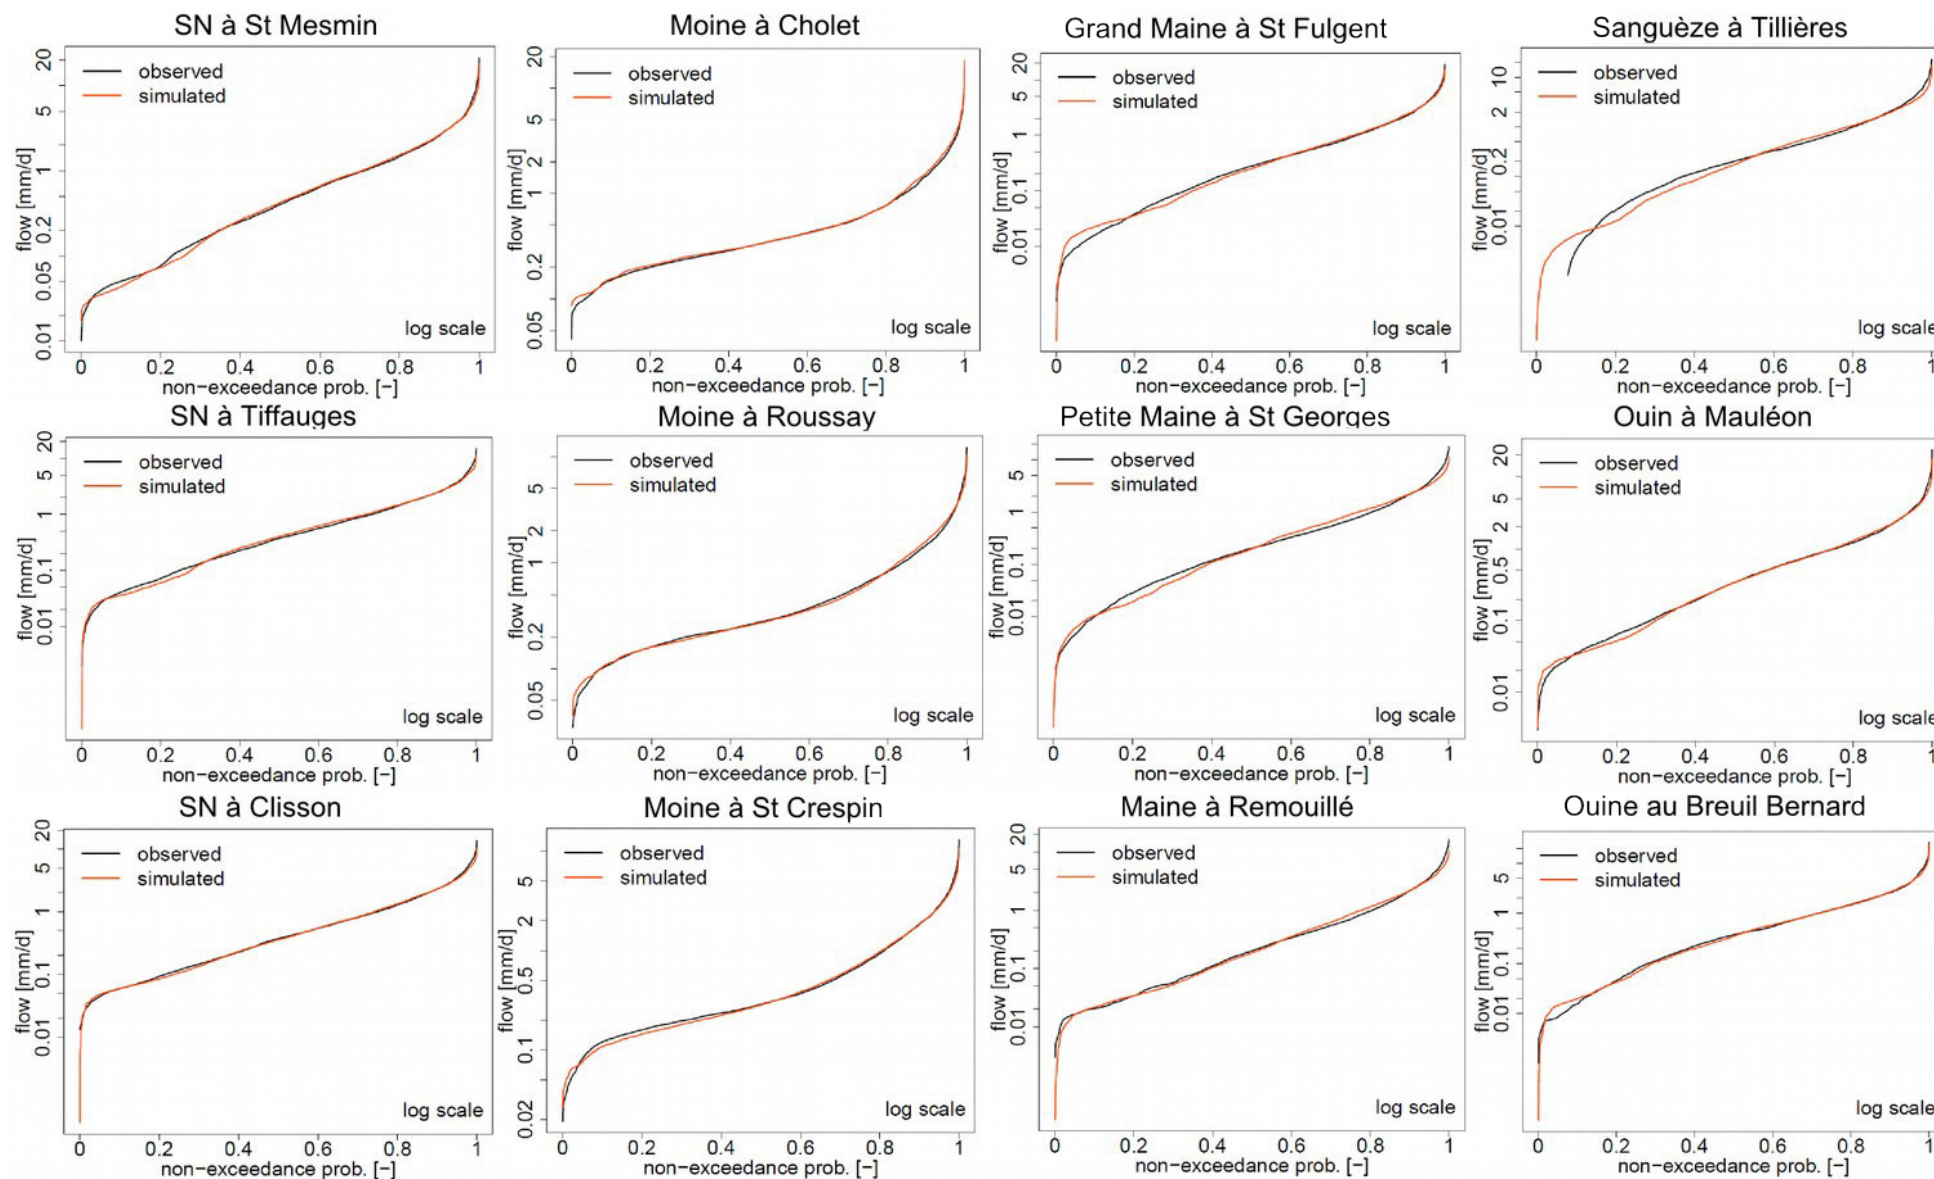 SN à St Mesmin
observed
simulated
flow [mm/d]
20
5
1
0.2
0.05
0.01
log scale
0 0.2 0.4 0.6 0.8 1
non−exceedance prob. [−]
Moine à Cholet
observed
simulated
flow [mm/d]
20
5
2
1
0.2
0.05
log scale
0 0.2 0.4 0.6 0.8 1
non−exceedance prob. [−]
Grand Maine à St Fulgent
observed
simulated
flow [mm/d]
20
5
1
0.1
0.01
log scale
0 0.2 0.4 0.6 0.8 1
non−exceedance prob. [−]
Sanguèze à Tillières
observed
simulated
flow [mm/d]
10
2
0.2
0.01
log scale
0 0.2 0.4 0.6 0.8 1
non−exceedance prob. [−]
SN à Tiffauges
observed
simulated
flow [mm/d]
20
5
1
0.1
0.01
log scale
0 0.2 0.4 0.6 0.8 1
non−exceedance prob. [−]
Moine à Roussay
observed
simulated
flow [mm/d]
5
2
1
0.2
0.05
log scale
0 0.2 0.4 0.6 0.8 1
non−exceedance prob. [−]
Petite Maine à St Georges
observed
simulated
flow [mm/d]
5
1
0.1
0.01
log scale
0 0.2 0.4 0.6 0.8 1
non−exceedance prob. [−]
Ouin à Mauléon
observed
simulated
flow [mm/d]
20
5
2
0.5
0.1
0.01
log scale
0 0.2 0.4 0.6 0.8 1
non−exceedance prob. [−]
SN à Clisson
observed
simulated
flow [mm/d]
20
5
1
0.1
0.01
log scale
0 0.2 0.4 0.6 0.8 1
non−exceedance prob. [−]
Moine à St Crespin
observed
simulated
flow [mm/d]
5
2
0.5
0.1
0.02
log scale
0 0.2 0.4 0.6 0.8 1
non−exceedance prob. [−]
Maine à Remouillé
observed
simulated
flow [mm/d]
20
5
1
0.1
0.01
log scale
0 0.2 0.4 0.6 0.8 1
non−exceedance prob. [−]
Ouine au Breuil Bernard
observed
simulated
flow [mm/d]
5
1
0.1
0.01
log scale
0 0.2 0.4 0.6 0.8 1
non−exceedance prob. [−]